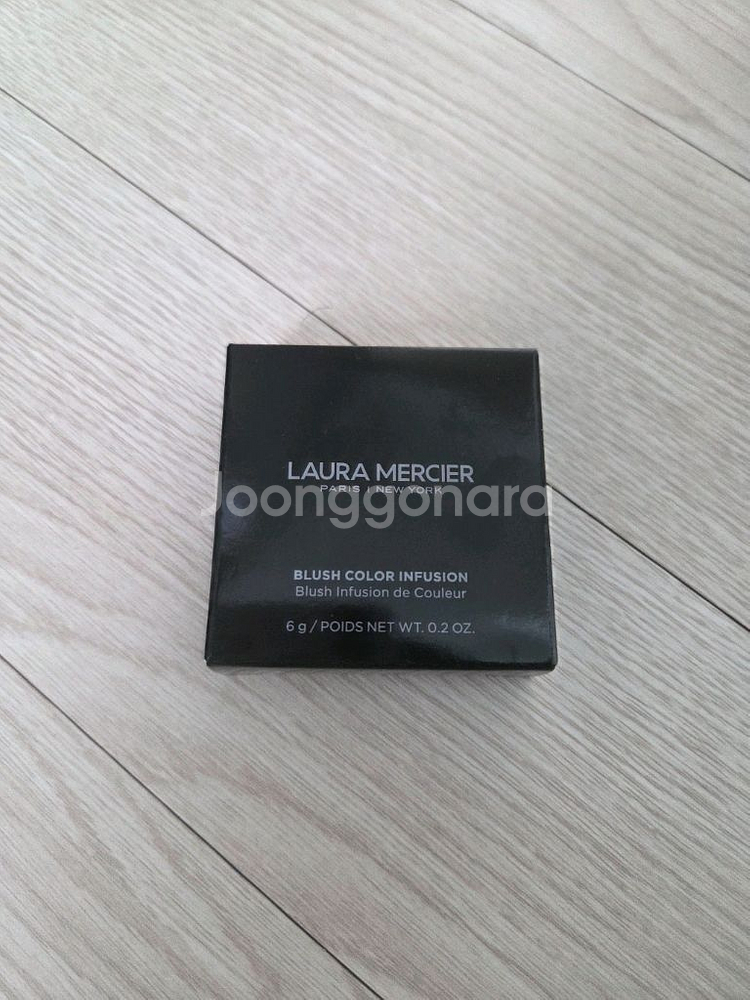 LAURA MERCIER
PARIS | NEW YORK
Joonggonara
BLUSH COLOR INFUSION
Blush Infusion de Couleur
6 g / POIDS NET WT. 0.2 OZ.